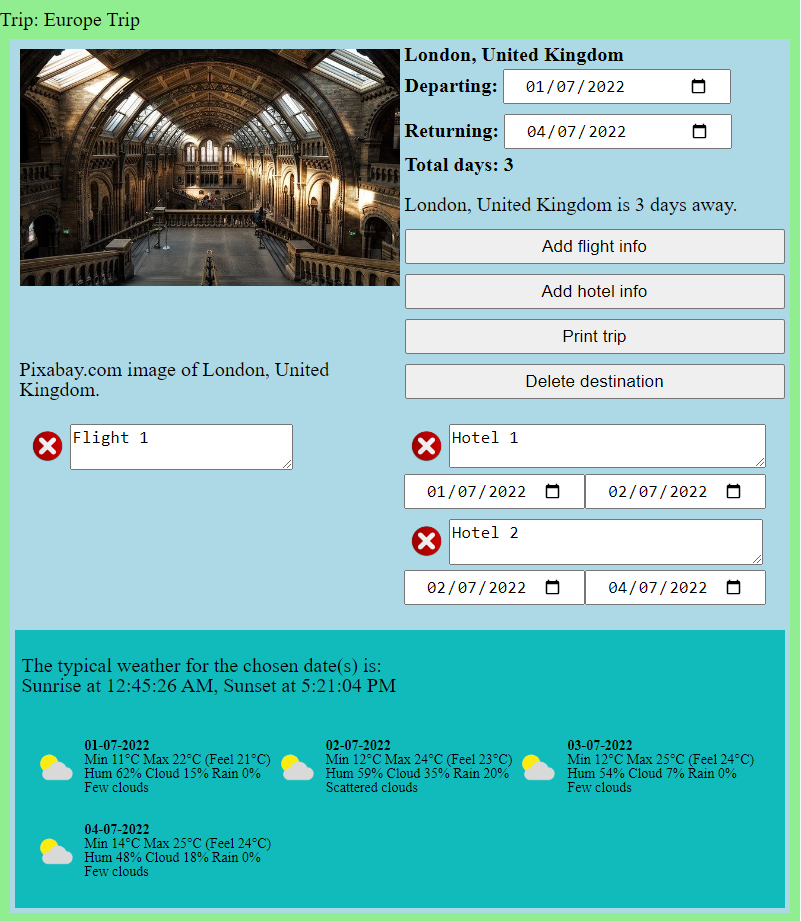 Trip: Europe Trip
London, United Kingdom
Departing: 01/07/2022
Returning: 04/07/2022
Total days: 3
London, United Kingdom is 3 days away.
Add flight info
Add hotel info
Print trip
Delete destination
Pixabay.com image of London, United
Kingdom.
Flight 1
Hotel 1
01/07/2022 02/07/2022
Hotel 2
02/07/2022 04/07/2022
The typical weather for the chosen date(s) is:
Sunrise at 12:45:26 AM, Sunset at 5:21:04 PM
01-07-2022
Min 11°C Max 22°C (Feel 21°C)
Hum 62% Cloud 15% Rain 0%
Few clouds
02-07-2022
Min 12°C Max 24°C (Feel 23°C)
Hum 59% Cloud 35% Rain 20%
Scattered clouds
03-07-2022
Min 12°C Max 25°C (Feel 24°C)
Hum 54% Cloud 7% Rain 0%
Few clouds
04-07-2022
Min 14°C Max 25°C (Feel 24°C)
Hum 48% Cloud 18% Rain 0%
Few clouds